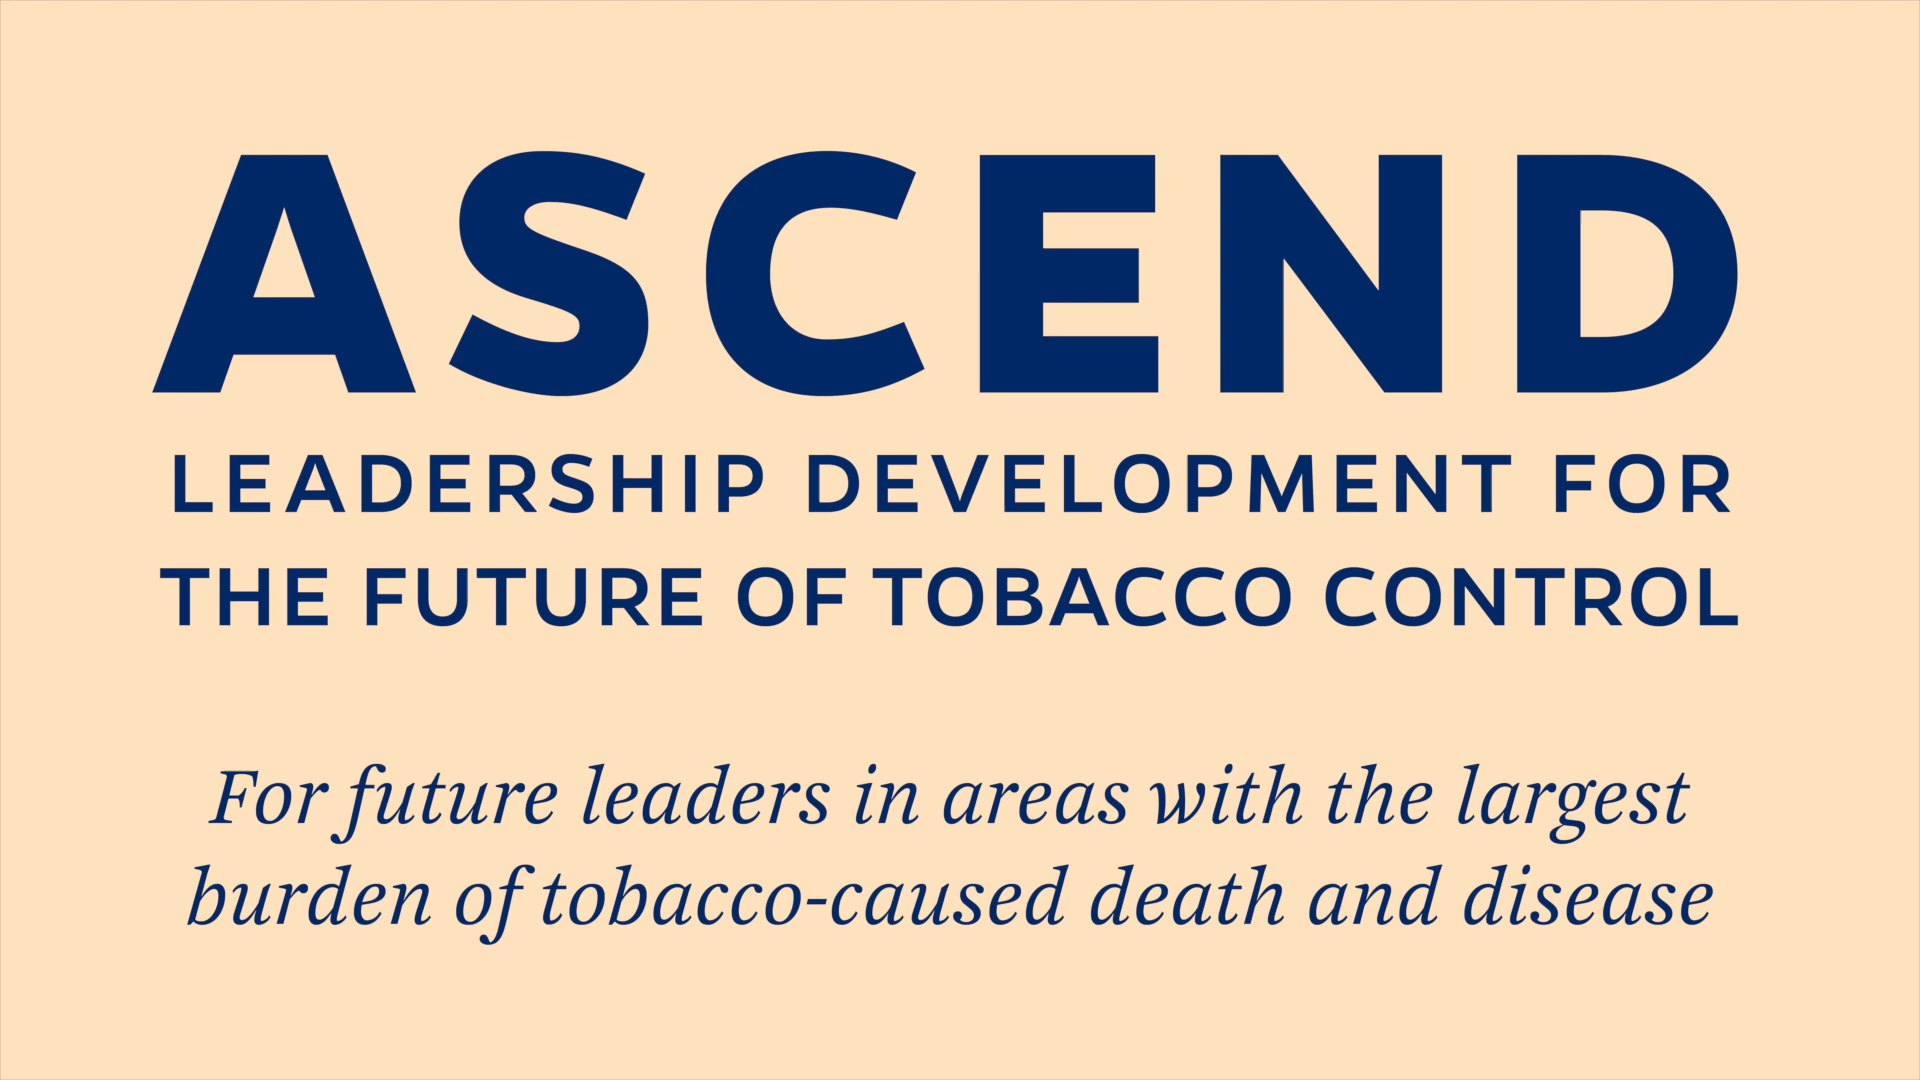 ASCEND
LEADERSHIP DEVELOPMENT FOR
THE FUTURE OF TOBACCO CONTROL
For future leaders in areas with the largest
burden of tobacco-caused death and disease